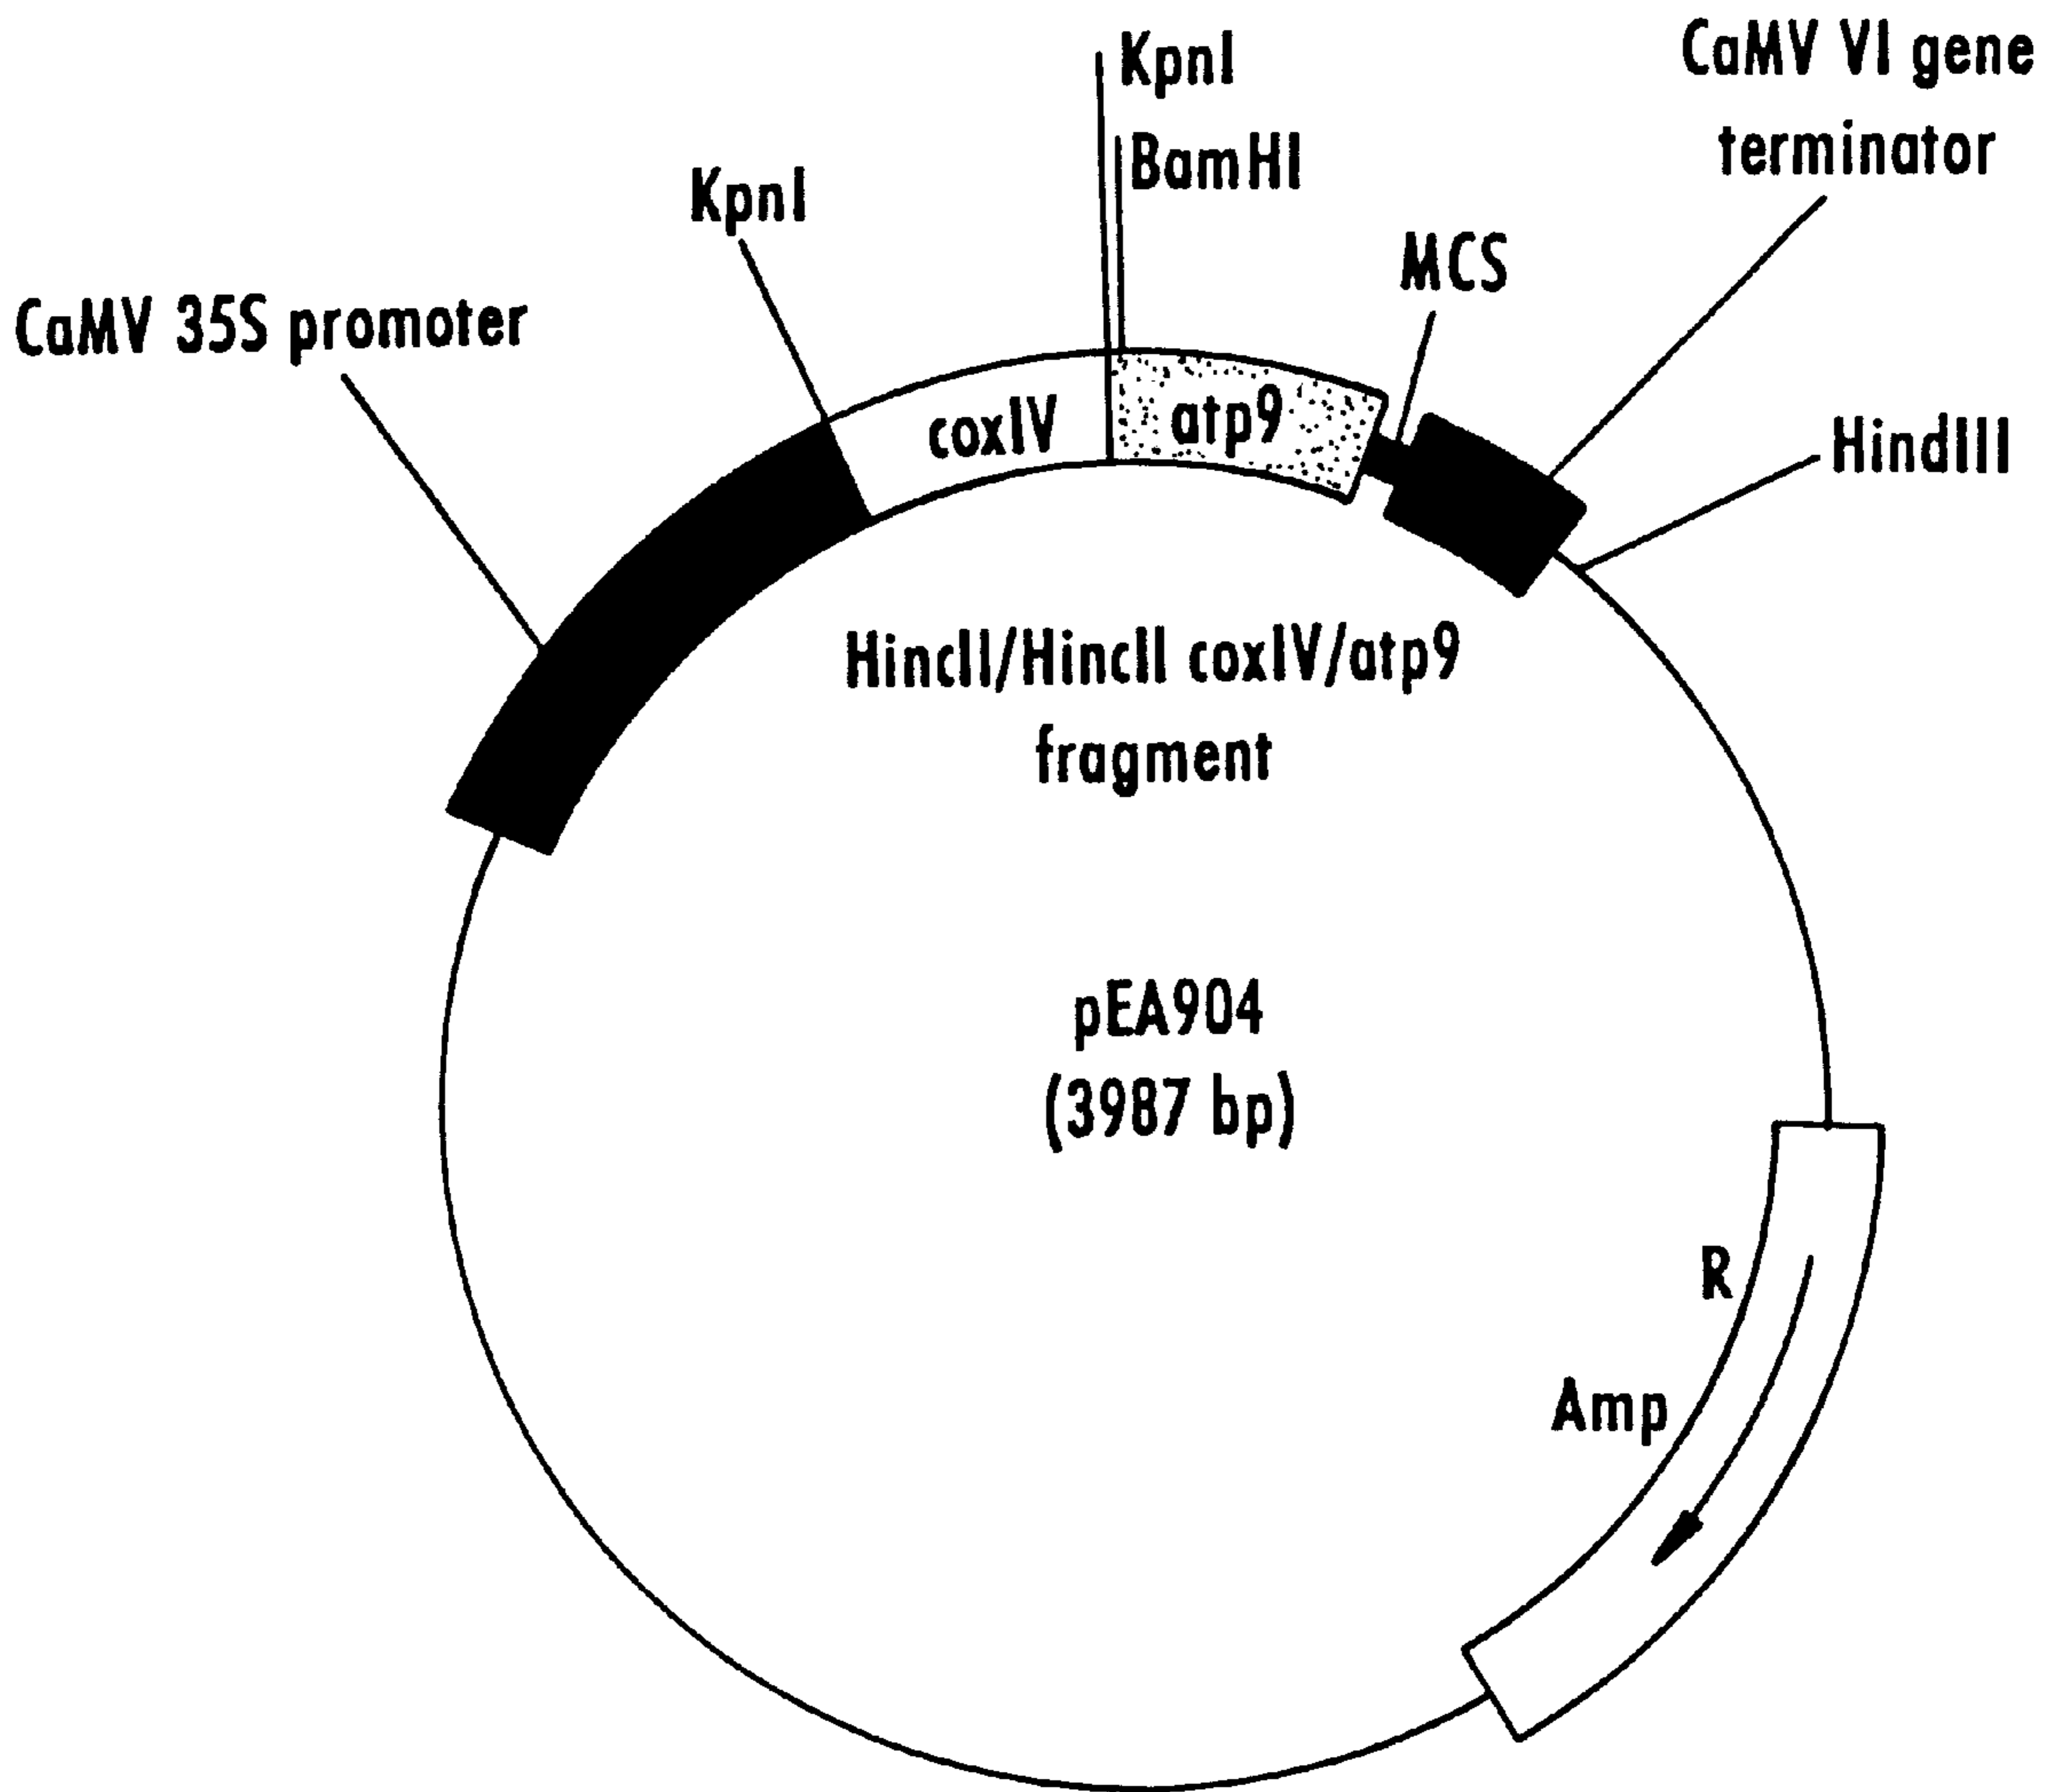 KpnI
CaMV VI gene
terminator
BamHI
KpnI
MCS
CaMV 35S promoter
coxIV
atp9
HindIII
HincII/HincII coxIV/atp9
fragment
pEA904
(3987 bp)
R
Amp